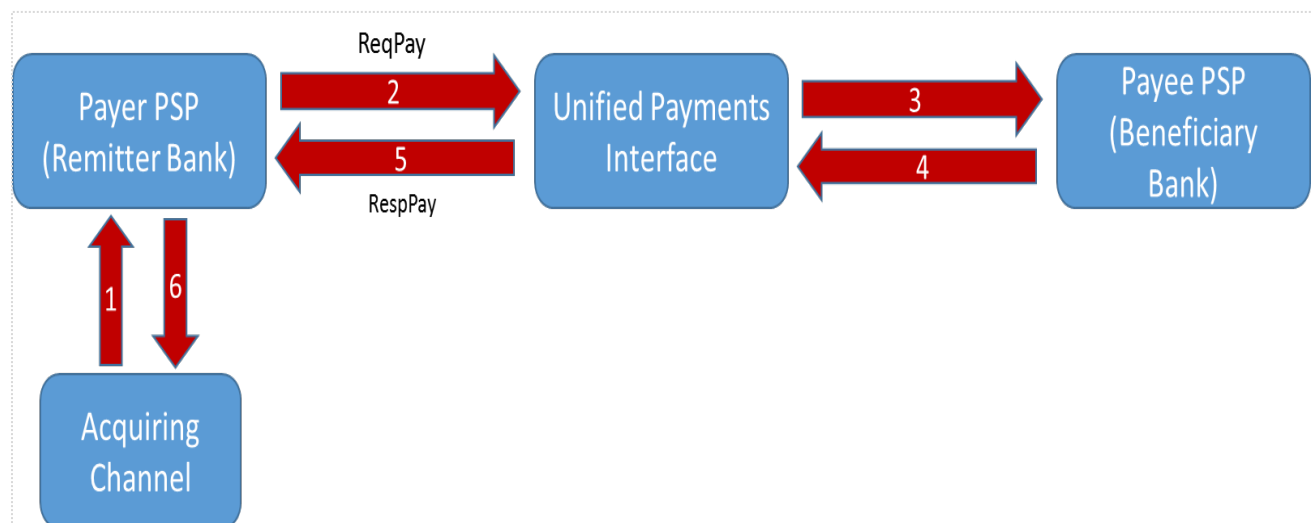 ReqPay
Payer PSP
(Remitter Bank)
2
5
RespPay
Unified Payments
Interface
3
4
Payee PSP
(Beneficiary
Bank)
1
6
Acquiring
Channel